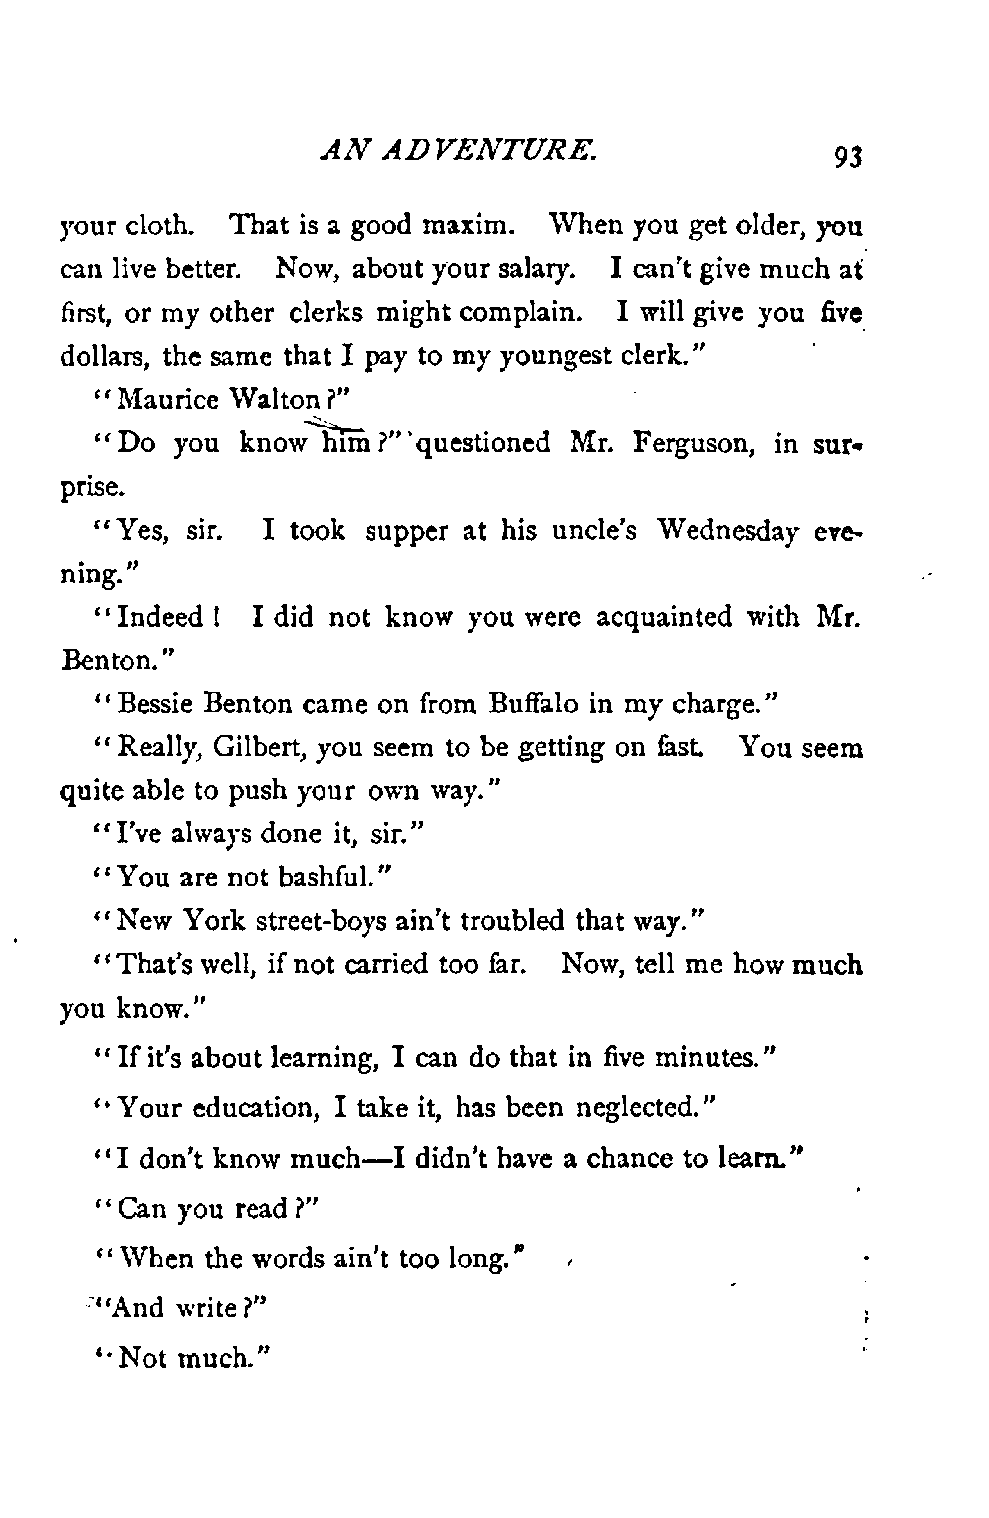 AN ADVENTURE. 93
your cloth. That is a good maxim. When you get older, you
can live better. Now, about your salary. I can't give much at
first, or my other clerks might complain. I will give you five
dollars, the same that I pay to my youngest clerk."
"Maurice Walton?"
"Do you know him?" questioned Mr. Ferguson, in sur-
prise.
"Yes, sir. I took supper at his uncle's Wednesday eve-
ning."
"Indeed! I did not know you were acquainted with Mr.
Benton."
"Bessie Benton came on from Buffalo in my charge."
"Really, Gilbert, you seem to be getting on fast. You seem
quite able to push your own way."
"I've always done it, sir."
"You are not bashful."
"New York street-boys ain't troubled that way."
"That's well, if not carried too far. Now, tell me how much
you know."
"If it's about learning, I can do that in five minutes."
"Your education, I take it, has been neglected."
"I don't know much—I didn't have a chance to learn."
"Can you read?"
"When the words ain't too long."
"And write?"
"Not much."